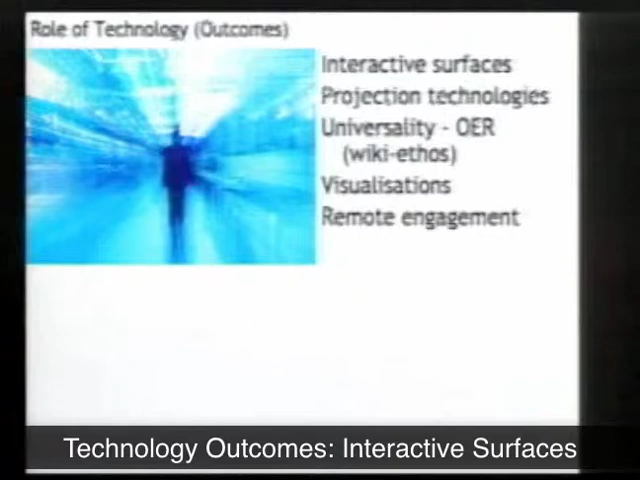 Role of Technology (Outcomes)
Interactive surfaces
Projection technologies
Universality - OER
(wiki-ethos)
Visualisations
Remote engagement
Technology Outcomes: Interactive Surfaces